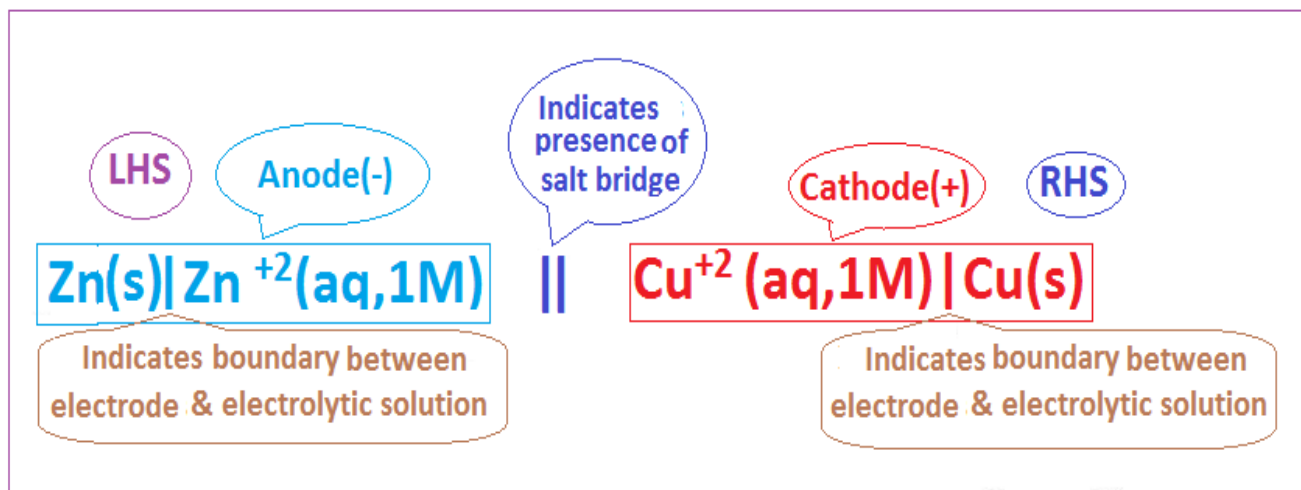 Indicates
presence of
salt bridge
LHS
Anode(-)
Cathode(+)
RHS
Zn(s)|Zn +2(aq,1M) || Cu+2 (aq,1M)|Cu(s)
Indicates boundary between
electrode & electrolytic solution
Indicates boundary between
electrode & electrolytic solution